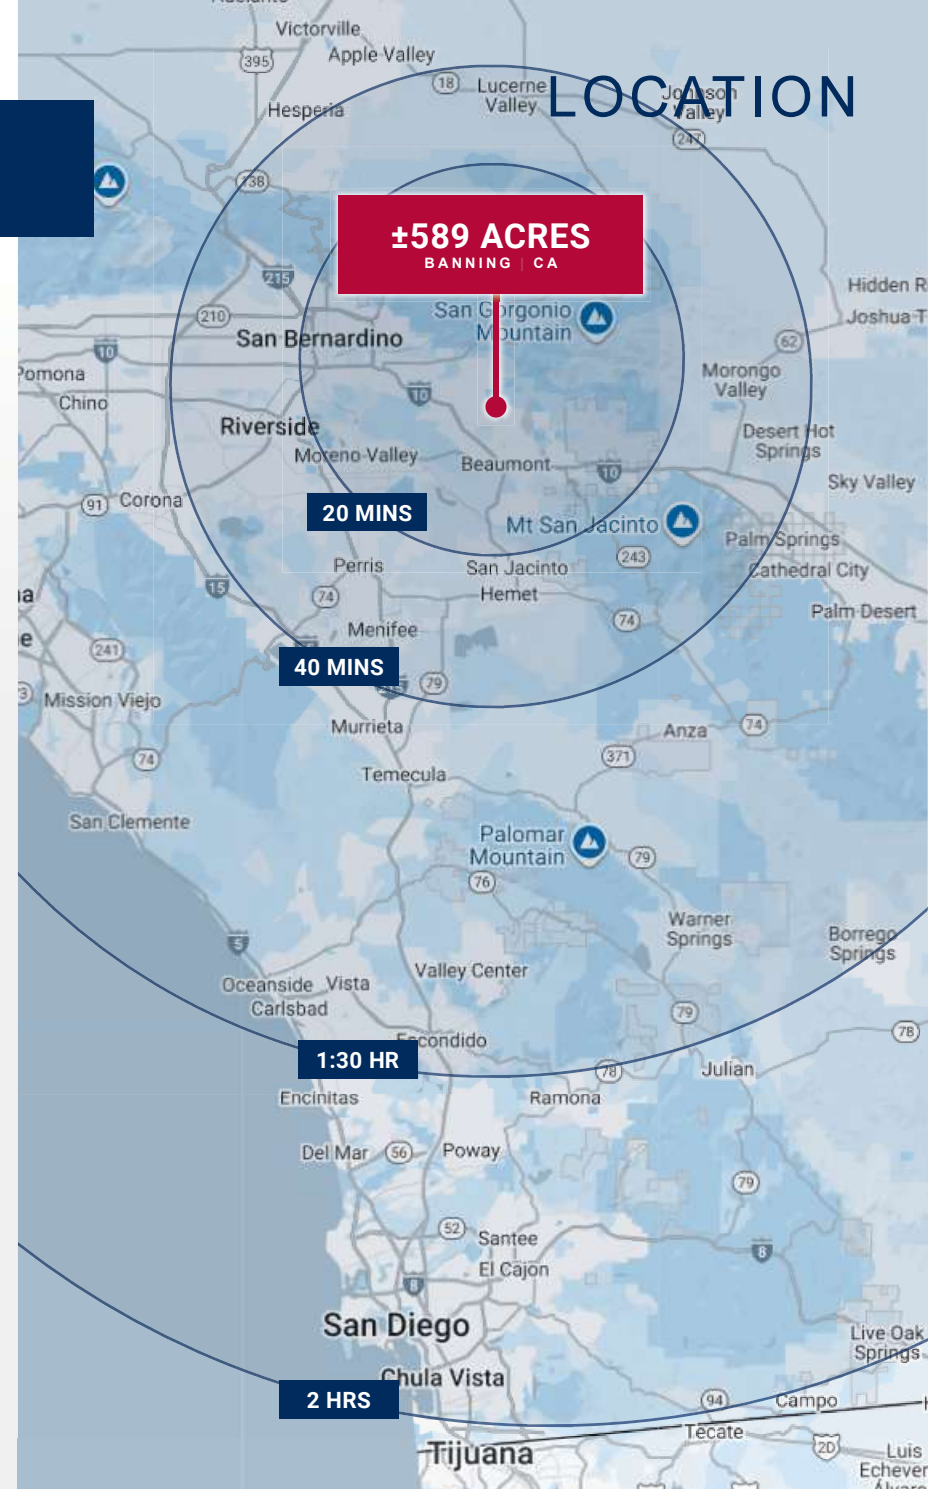 Victorville
395
Apple Valley
18
Lucerne
Valley
LOCATION
Johnson
Valley
247
Hesperia
138
±589 ACRES
BANNING | CA
215
San Gorgonio
Mountain
Hidden R
210
Joshua T
San Bernardino
62
10
Pomona
Morongo
Valley
Chino
10
Riverside
Desert Hot
Springs
Moreno Valley
Beaumont
10
Sky Valley
91
Corona
20 MINS
Mt San Jacinto
Palm Springs
243
Perris
San Jacinto
Cathedral City
15
74
Hemet
74
Palm Desert
Menifee
241
40 MINS
79
Mission Viejo
Murrieta
Anza
74
74
371
Temecula
San Clemente
Palomar
Mountain
79
76
Warner
Springs
Borrego
Springs
5
Valley Center
Oceanside
Vista
Carlsbad
79
78
Escondido
1:30 HR
78
Julian
Encinitas
Ramona
Del Mar
56
Poway
79
52
Santee
8
El Cajon
8
San Diego
Live Oak
Springs
Chula Vista
2 HRS
94
Campo
Tecate
Tijuana
2D
Luis
Echever